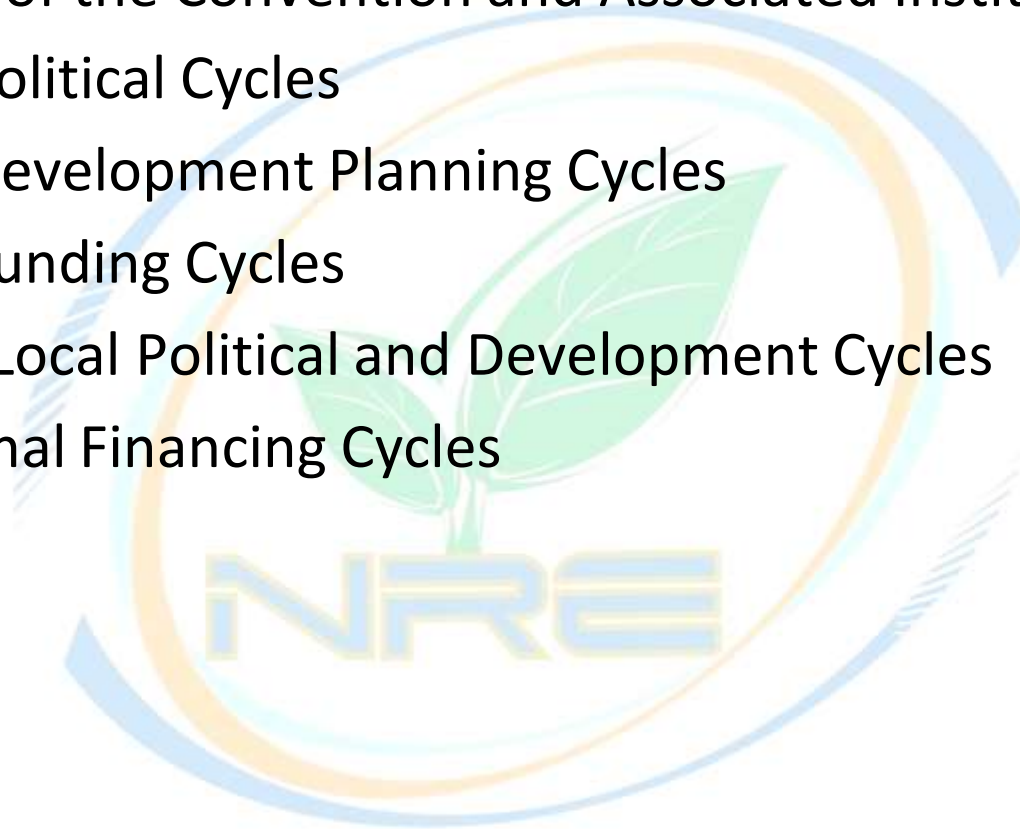 of the Convention and Associated Instit
olitical Cycles
evelopment Planning Cycles
unding Cycles
Local Political and Development Cycles
nal Financing Cycles
NRE